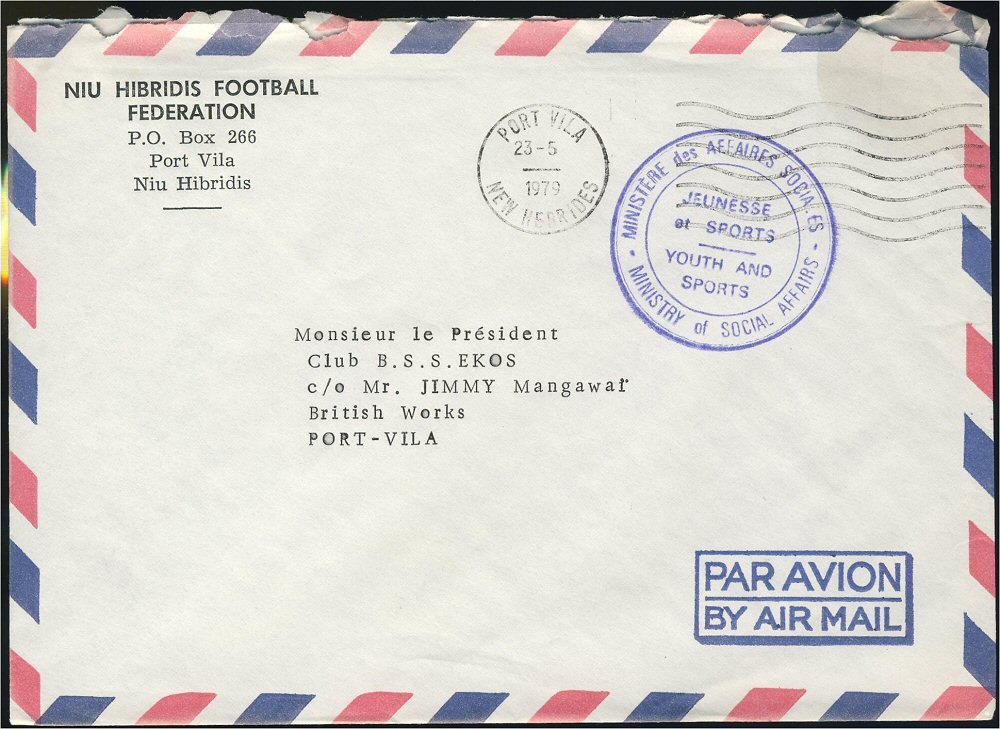 NIU HIBRIDIS FOOTBALL
FEDERATION
P.O. Box 266
Port Vila
Niu Hibridis
PORT VILA
23-5
1979
NEW HEBRIDES
MINISTÈRE des AFFAIRES SOCIALES
JEUNESSE
et SPORTS
YOUTH AND
SPORTS
MINISTRY of SOCIAL AFFAIRS
Monsieur le Président
Club B.S.S.EKOS
c/o Mr. JIMMY Mangawar
British Works
PORT-VILA
PAR AVION
BY AIR MAIL